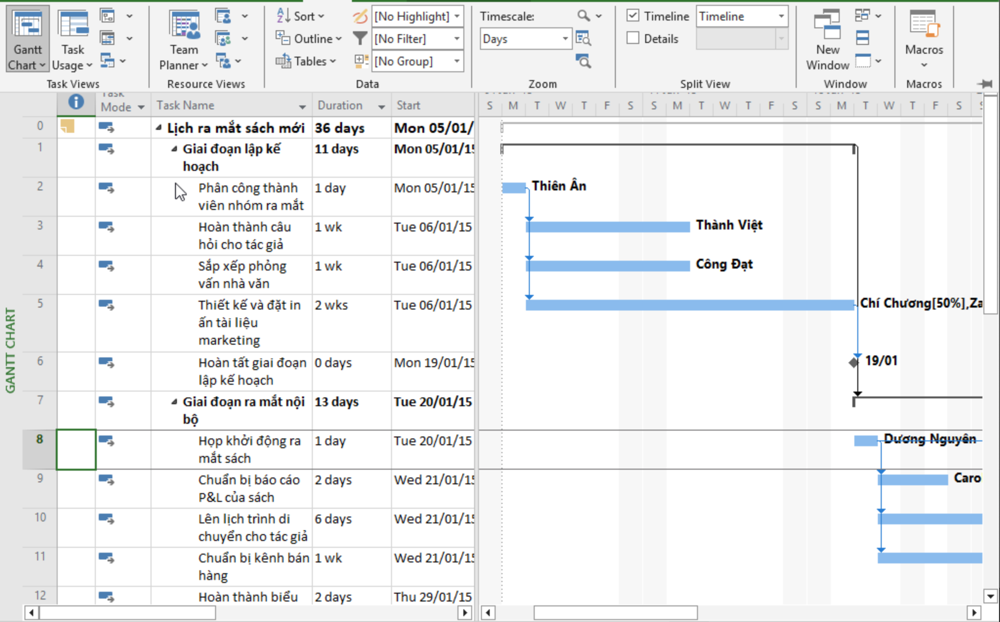 Sort
[No Highlight]
Timescale:
Timeline
Timeline
Outline
[No Filter]
Days
Details
Gantt
Chart
Task
Usage
Team
Planner
Tables
[No Group]
New
Window
Macros
Task Views
Resource Views
Data
Zoom
Split View
Window
Macros
Task
Mode
Task Name
Duration
Start
S M T W T F S S M T W T F S S M T W T F S S
0 Lịch ra mắt sách mới 36 days Mon 05/01/
1 Giai đoạn lập kế 11 days Mon 05/01/15
hoạch
2 Phân công thành 1 day Mon 05/01/15 Thiên Ân
viên nhóm ra mắt
3 Hoàn thành câu 1 wk Tue 06/01/15 Thành Việt
hỏi cho tác giả
4 Sắp xếp phỏng 1 wk Tue 06/01/15 Công Đạt
vấn nhà văn
5 Thiết kế và đặt in 2 wks Tue 06/01/15 Chí Chương[50%],Za
ấn tài liệu
marketing
6 Hoàn tất giai đoạn 0 days Mon 19/01/15 19/01
lập kế hoạch
7 Giai đoạn ra mắt nội 13 days Tue 20/01/15
bộ
8 Họp khởi động ra 1 day Tue 20/01/15 Dương Nguyên
mắt sách
9 Chuẩn bị báo cáo 2 days Wed 21/01/15 Caro
P&L của sách
10 Lên lịch trình di 6 days Wed 21/01/15
chuyển cho tác giả
11 Chuẩn bị kênh bán 1 wk Wed 21/01/15
hàng
12 Hoàn thành biểu 2 days Thu 29/01/15
GANTT CHART